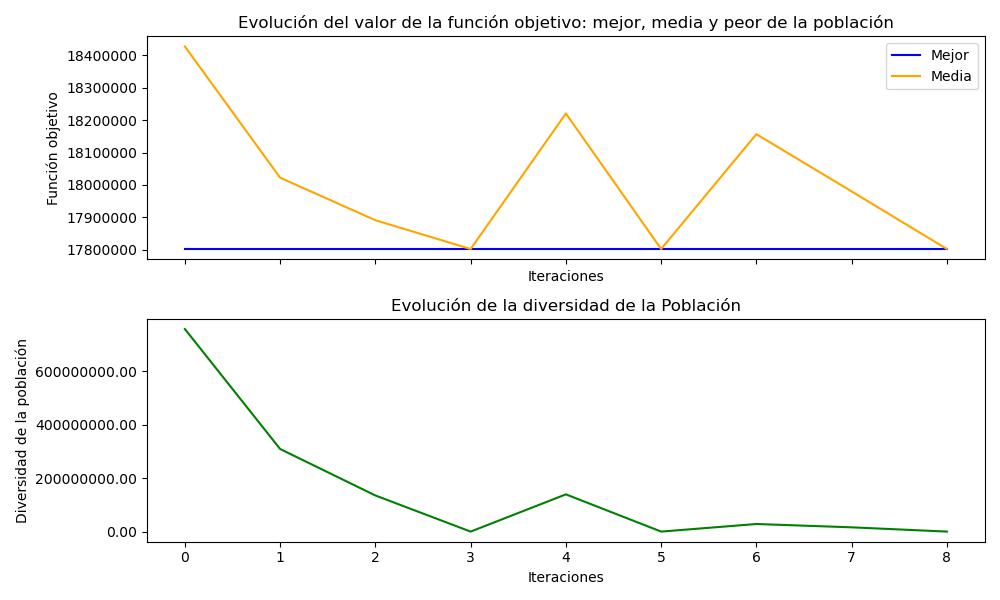 Evolución del valor de la función objetivo: mejor, media y peor de la población
18400000
18300000
18200000
18100000
18000000
17900000
17800000
Función objetivo
Mejor
Media
Iteraciones
Evolución de la diversidad de la Población
600000000.00
400000000.00
200000000.00
0.00
Diversidad de la población
0 1 2 3 4 5 6 7 8
Iteraciones